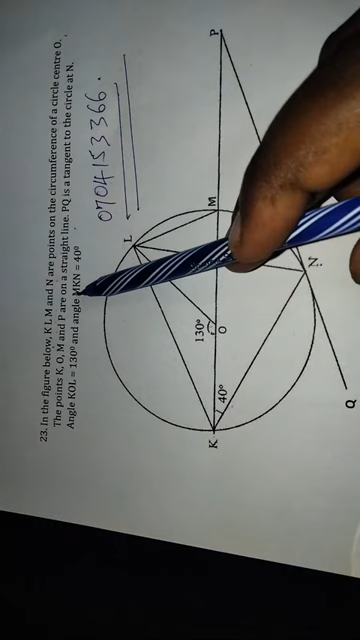 23. In the figure below, K L M and N are points on the circumference of a circle centre O.
The points K, O, M and P are on a straight line. PQ is a tangent to the circle at N.
Angle KOL = 130° and angle MKN = 40°
0704153366.
P
M
L
N
130°
O
40°
K
Q